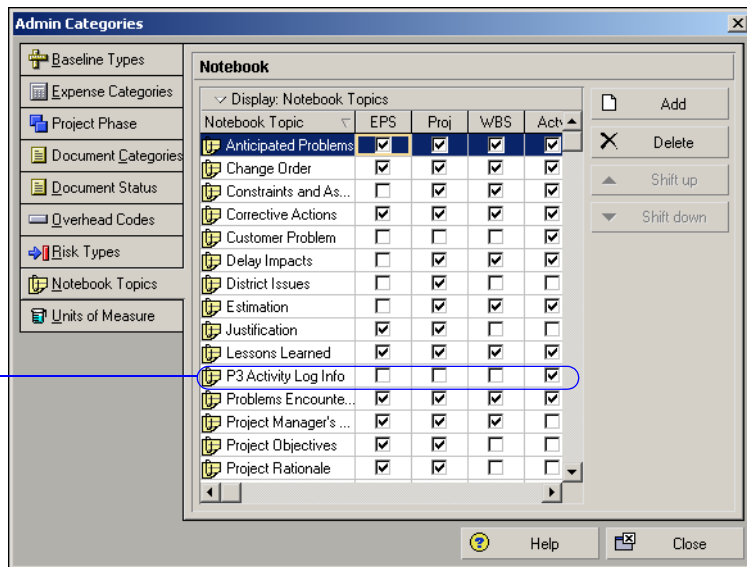 Admin Categories
Baseline Types
Expense Categories
Project Phase
Document Categories
Document Status
Overhead Codes
Risk Types
Notebook Topics
Units of Measure
Notebook
Display: Notebook Topics
Notebook Topic EPS Proj WBS Activ
Anticipated Problems
Change Order
Constraints and As...
Corrective Actions
Customer Problem
Delay Impacts
District Issues
Estimation
Justification
Lessons Learned
P3 Activity Log Info
Problems Encounte...
Project Manager's ...
Project Objectives
Project Rationale
Add
Delete
Shift up
Shift down
Help
Close